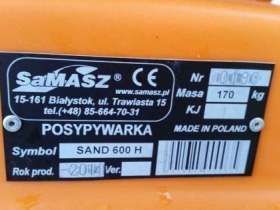 SaMASZ ® CE
www.samasz.pl
15-161 Białystok, ul. Trawiasta 15
tel.(+48) 85-664-70-31
Nr
Masa 170 kg
KJ
POSYPYWARKA
MADE IN POLAND
Symbol SAND 600 H
Rok prod. 2014 Ver.